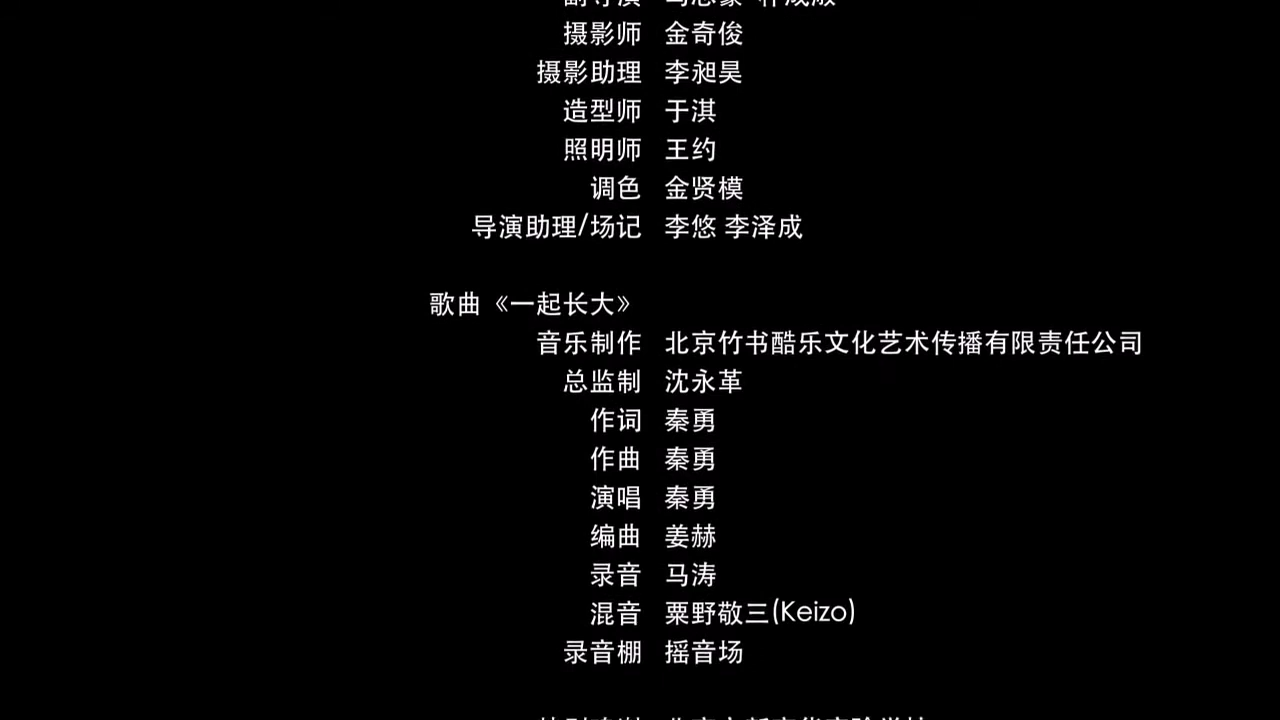 摄影师 金奇俊
摄影助理 李昶昊
造型师 于淇
照明师 王约
调色 金贤模
导演助理/场记 李悠 李泽成
歌曲《一起长大》
音乐制作 北京竹书酷乐文化艺术传播有限责任公司
总监制 沈永革
作词 秦勇
作曲 秦勇
演唱 秦勇
编曲 姜赫
录音 马涛
混音 粟野敬三(Keizo)
录音棚 摇音场